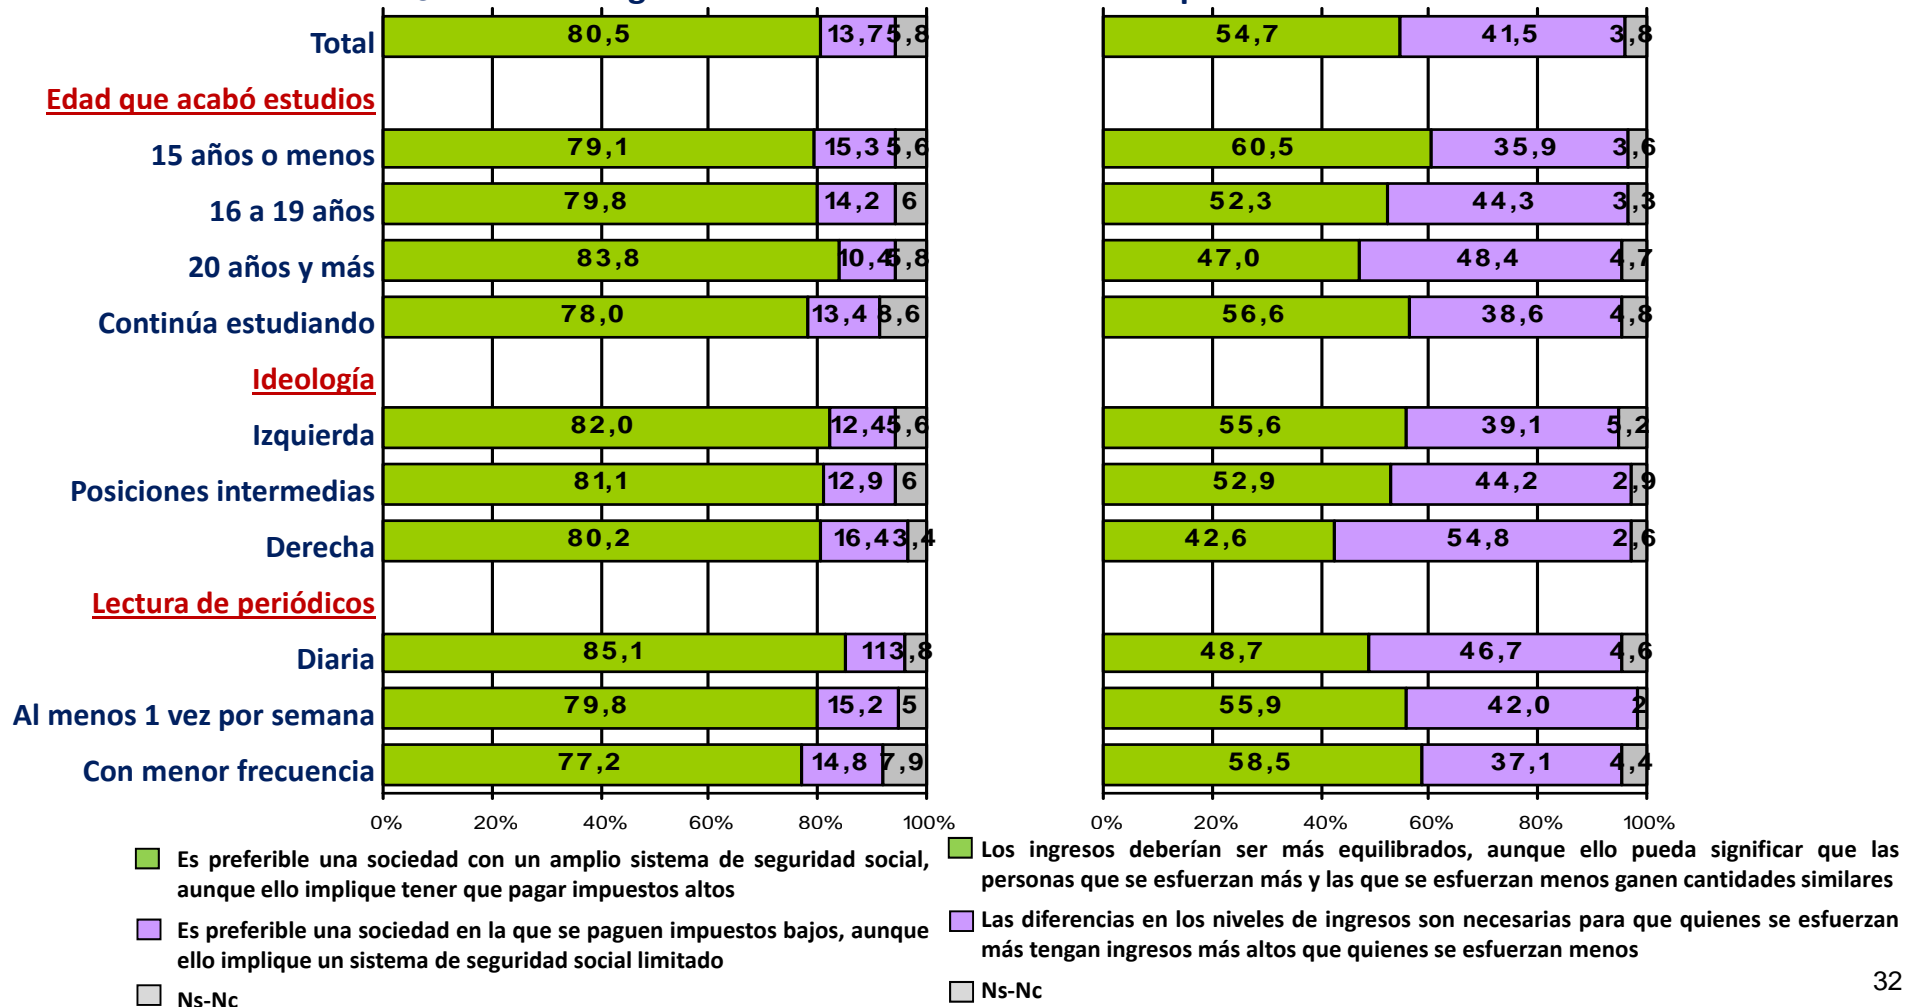 Total 80,5 13,7 5,8 54,7 41,5 3,8
Edad que acabó estudios
15 años o menos 79,1 15,3 5,6 60,5 35,9 3,6
16 a 19 años 79,8 14,2 6 52,3 44,3 3,3
20 años y más 83,8 10,4 5,8 47,0 48,4 4,7
Continúa estudiando 78,0 13,4 8,6 56,6 38,6 4,8
Ideología
Izquierda 82,0 12,4 5,6 55,6 39,1 5,2
Posiciones intermedias 81,1 12,9 6 52,9 44,2 2,9
Derecha 80,2 16,4 3,4 42,6 54,8 2,6
Lectura de periódicos
Diaria 85,1 11 3,8 48,7 46,7 4,6
Al menos 1 vez por semana 79,8 15,2 5 55,9 42,0 2
Con menor frecuencia 77,2 14,8 7,9 58,5 37,1 4,4
0% 20% 40% 60% 80% 100% 0% 20% 40% 60% 80% 100%
Es preferible una sociedad con un amplio sistema de seguridad social,
aunque ello implique tener que pagar impuestos altos
Es preferible una sociedad en la que se paguen impuestos bajos, aunque
ello implique un sistema de seguridad social limitado
Ns-Nc
Los ingresos deberían ser más equilibrados, aunque ello pueda significar que las
personas que se esfuerzan más y las que se esfuerzan menos ganen cantidades similares
Las diferencias en los niveles de ingresos son necesarias para que quienes se esfuerzan
más tengan ingresos más altos que quienes se esfuerzan menos
Ns-Nc
32